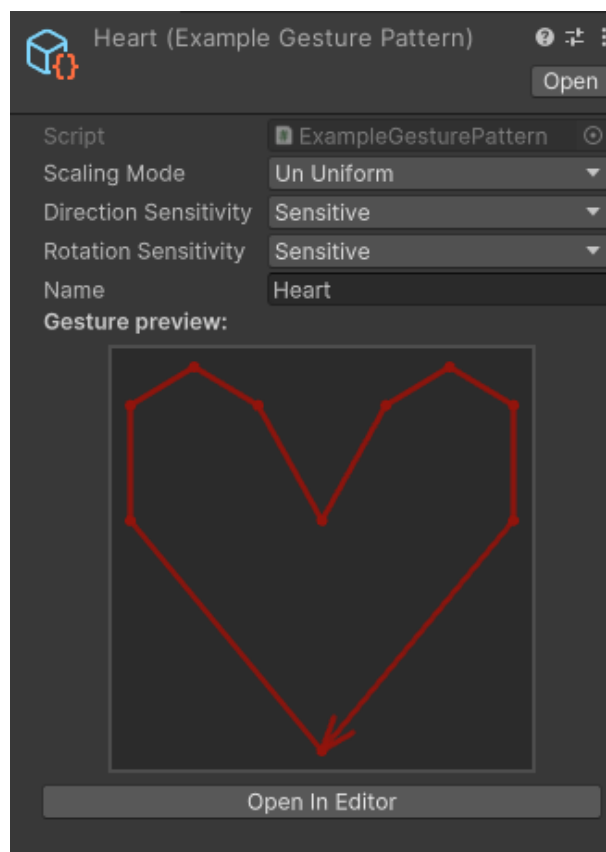 Heart (Example Gesture Pattern)
Open
Script ExampleGesturePattern
Scaling Mode Un Uniform
Direction Sensitivity Sensitive
Rotation Sensitivity Sensitive
Name Heart
Gesture preview:
Open In Editor